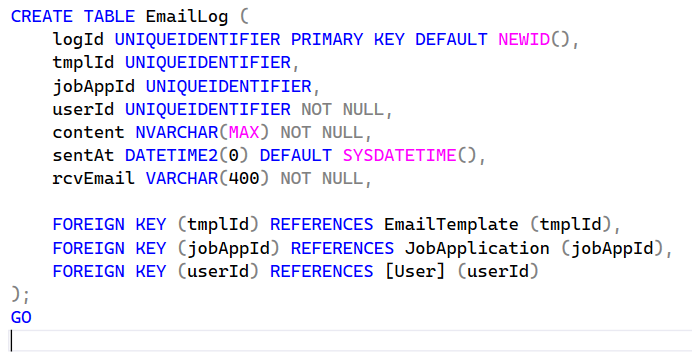 CREATE TABLE EmailLog (
    logId UNIQUEIDENTIFIER PRIMARY KEY DEFAULT NEWID(),
    tmplId UNIQUEIDENTIFIER,
    jobAppId UNIQUEIDENTIFIER,
    userId UNIQUEIDENTIFIER NOT NULL,
    content NVARCHAR(MAX) NOT NULL,
    sentAt DATETIME2(0) DEFAULT SYSDATETIME(),
    rcvEmail VARCHAR(400) NOT NULL,

    FOREIGN KEY (tmplId) REFERENCES EmailTemplate (tmplId),
    FOREIGN KEY (jobAppId) REFERENCES JobApplication (jobAppId),
    FOREIGN KEY (userId) REFERENCES [User] (userId)
);
GO